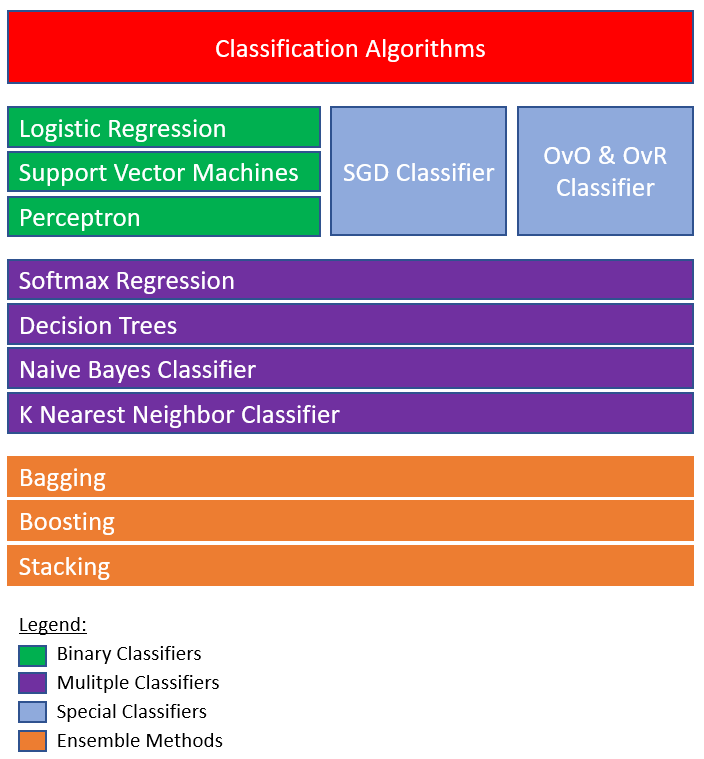 Classification Algorithms
Logistic Regression
Support Vector Machines
Perceptron
SGD Classifier
OvO & OvR
Classifier
Softmax Regression
Decision Trees
Naive Bayes Classifier
K Nearest Neighbor Classifier
Bagging
Boosting
Stacking
Legend:
Binary Classifiers
Mulitple Classifiers
Special Classifiers
Ensemble Methods